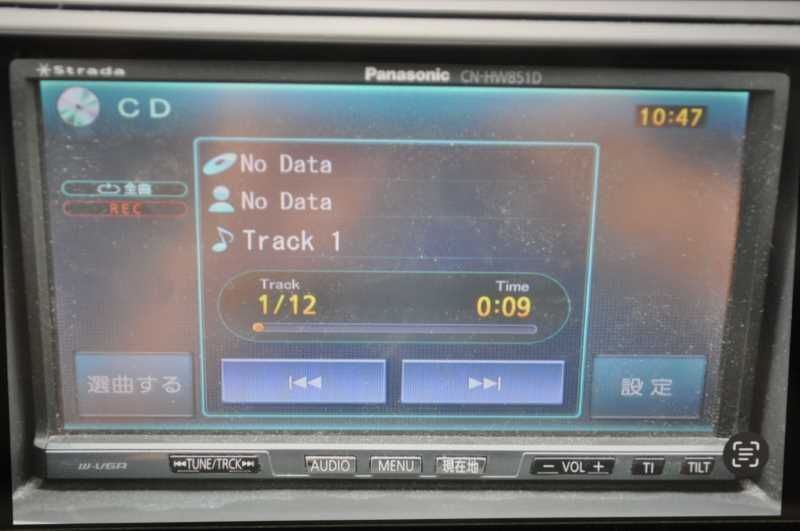 Strada
Panasonic CN-HW851D
CD
10:47
No Data
全曲
No Data
REC
Track 1
Track
Time
1/12
0:09
選曲する
設定
W-VGA
TUNE/TRCK
AUDIO
MENU
現在地
− VOL +
TI
TILT